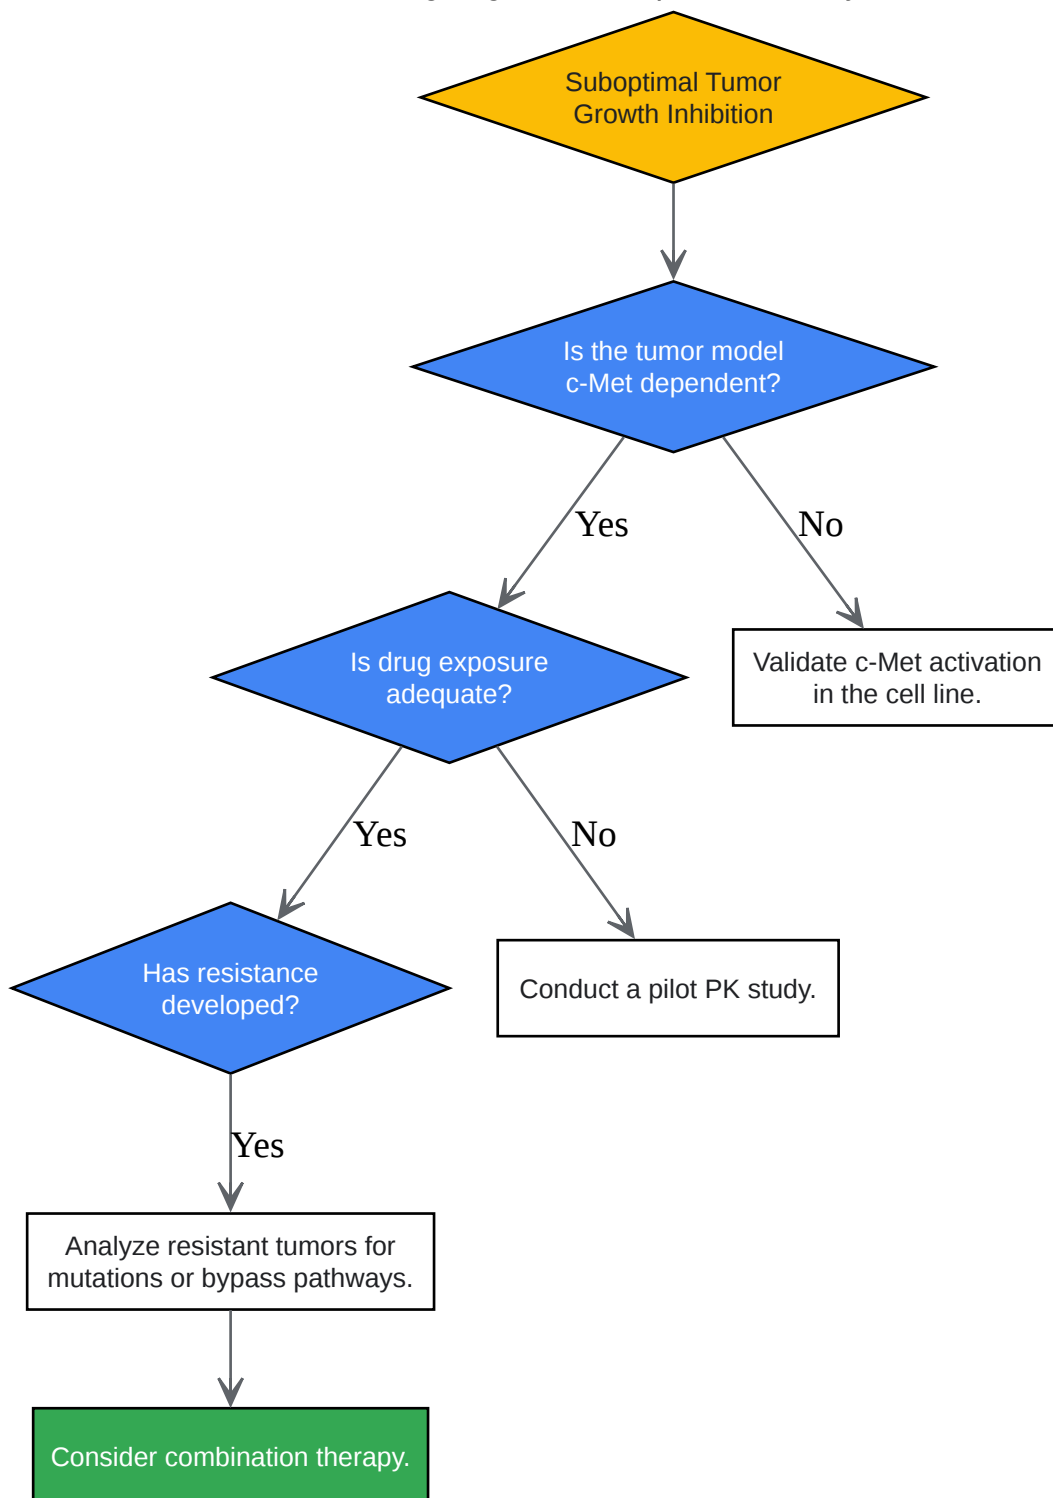 Suboptimal Tumor
Growth Inhibition
Is the tumor model
c-Met dependent?
Yes
No
Is drug exposure
adequate?
Validate c-Met activation
in the cell line.
Yes
No
Has resistance
developed?
Conduct a pilot PK study.
Yes
Analyze resistant tumors for
mutations or bypass pathways.
Consider combination therapy.